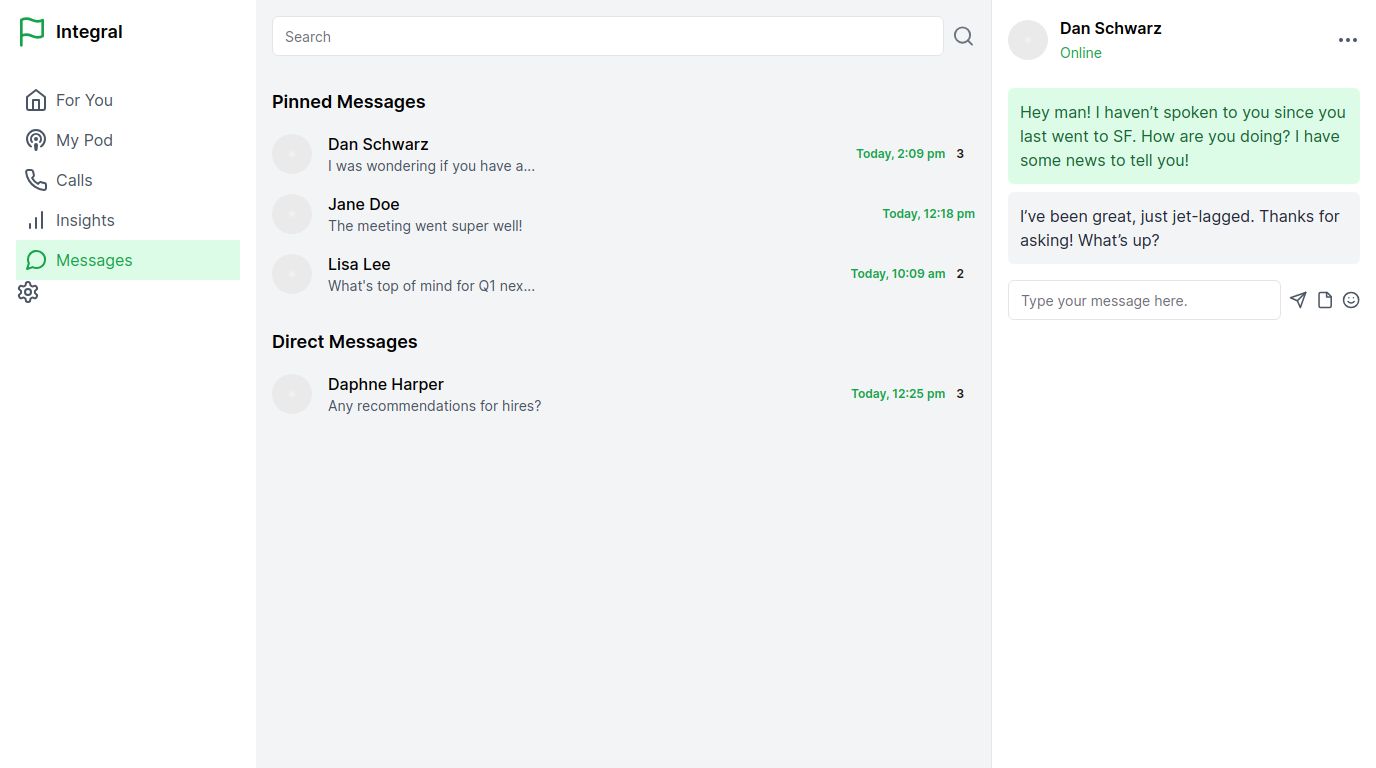 Integral
For You
My Pod
Calls
Insights
Messages
Search
Pinned Messages
Dan Schwarz
I was wondering if you have a...
Today, 2:09 pm 3
Jane Doe
The meeting went super well!
Today, 12:18 pm
Lisa Lee
What's top of mind for Q1 nex...
Today, 10:09 am 2
Direct Messages
Daphne Harper
Any recommendations for hires?
Today, 12:25 pm 3
Dan Schwarz
Online
Hey man! I haven’t spoken to you since you
last went to SF. How are you doing? I have
some news to tell you!
I’ve been great, just jet-lagged. Thanks for
asking! What’s up?
Type your message here.